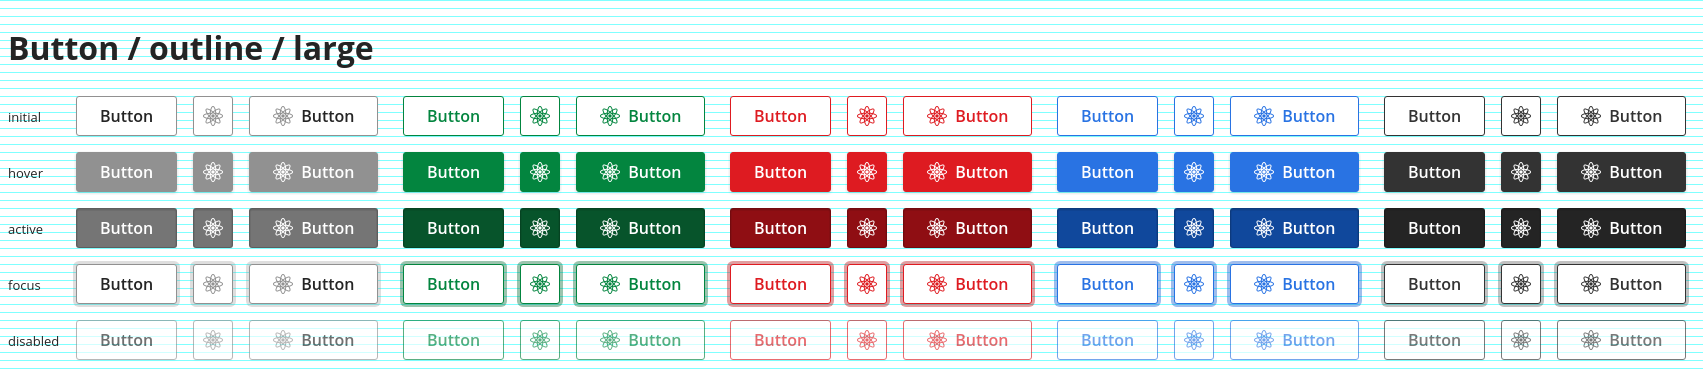 Button / outline / large
initial Button Button Button Button Button Button Button Button Button Button
hover Button Button Button Button Button Button Button Button Button Button
active Button Button Button Button Button Button Button Button Button Button
focus Button Button Button Button Button Button Button Button Button Button
disabled Button Button Button Button Button Button Button Button Button Button